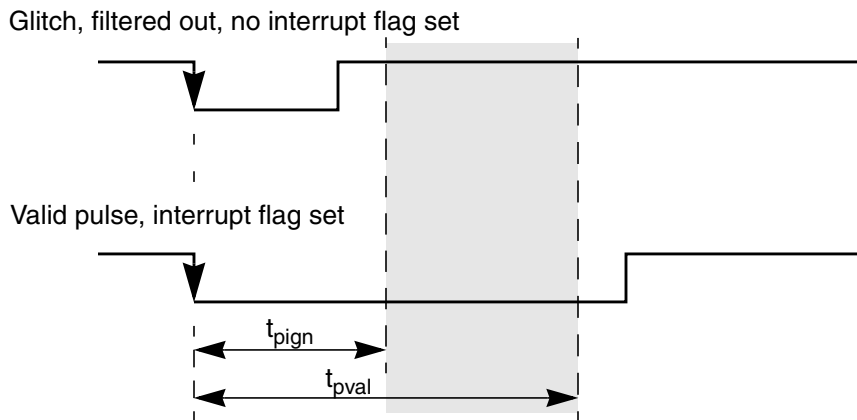 Glitch, filtered out, no interrupt flag set
Valid pulse, interrupt flag set
tpign
tpval